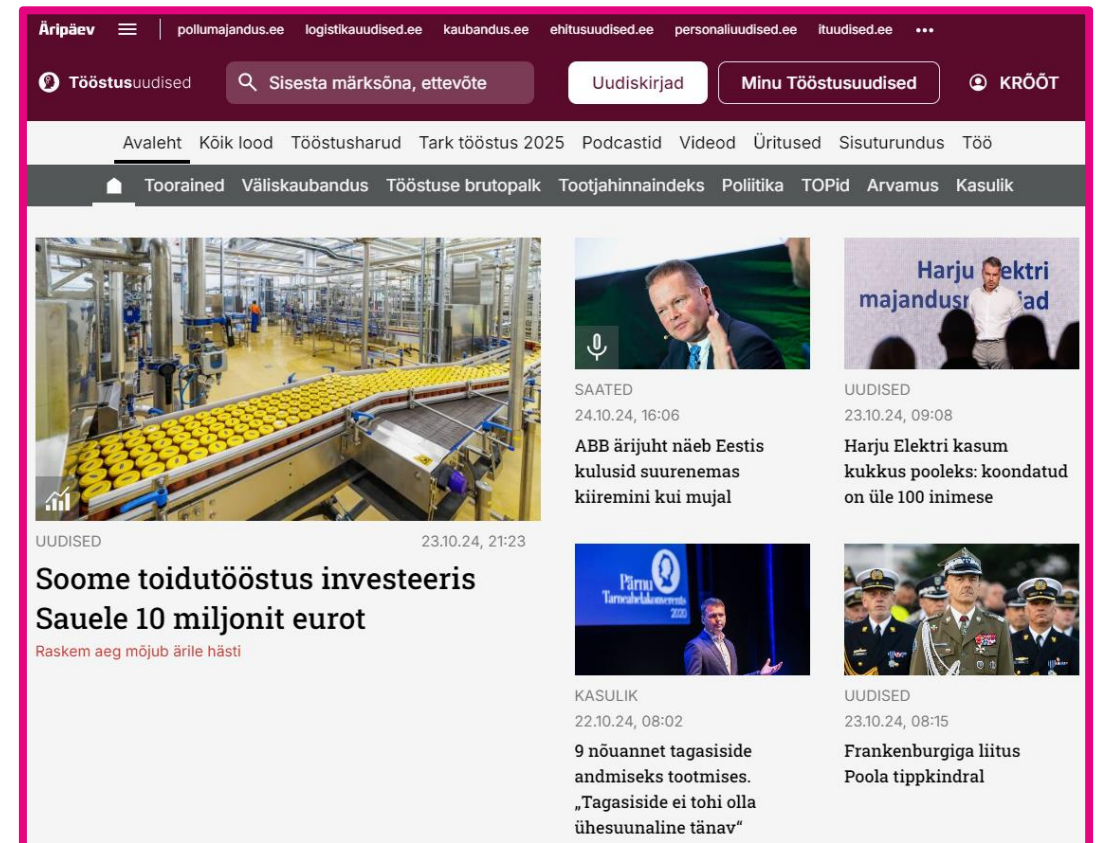 Äripäev pollumajandus.ee logistikauudised.ee kaubandus.ee ehitusuudised.ee personaliuudised.ee ituudised.ee •••
Tööstusuudised Sisesta märksõna, ettevõte Uudiskirjad Minu Tööstusuudised KRÕÕT
Avaleht Kõik lood Tööstusharud Tark tööstus 2025 Podcastid Videod Üritused Sisuturundus Töö
Toorained Väliskaubandus Tööstuse brutopalk Tootjahinnaindeks Poliitika TOPid Arvamus Kasulik
UUDISED 23.10.24, 21:23
Soome toidutööstus investeeris
Sauele 10 miljonit eurot
Raskem aeg mõjub ärile hästi
SAATED
24.10.24, 16:06
ABB ärijuht näeb Eestis
kulusid suurenemas
kiiremini kui mujal
Harju
UUDISED
23.10.24, 09:08
Harju Elektri kasum
kukkus pooleks: koondatud
on üle 100 inimese
Pärnu
Tarneahelakonverents
2020
KASULIK
22.10.24, 08:02
9 nõuannet tagasiside
andmiseks tootmises.
„Tagasiside ei tohi olla
ühesuunaline tänav“
UUDISED
23.10.24, 08:15
Frankenburgiga liitus
Poola tippkindral